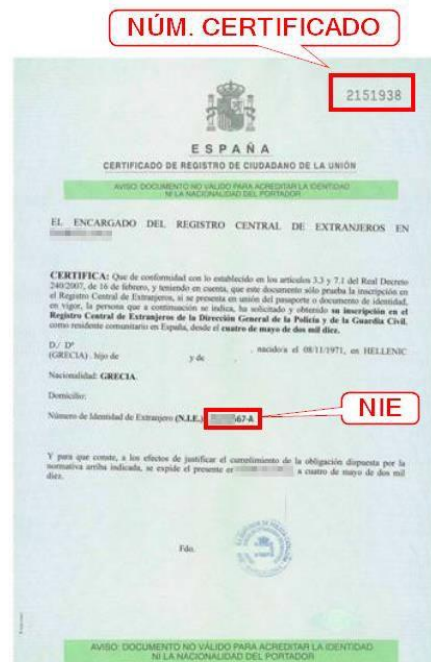 NÚM. CERTIFICADO
2151938
ESPAÑA
CERTIFICADO DE REGISTRO DE CIUDADANO DE LA UNIÓN
AVISO: DOCUMENTO NO VÁLIDO PARA ACREDITAR LA IDENTIDAD
NI LA NACIONALIDAD DEL PORTADOR
EL ENCARGADO DEL REGISTRO CENTRAL DE EXTRANJEROS EN
CERTIFICA: Que de conformidad con lo establecido en los artículos 3.3 y 7.1 del Real Decreto
240/2007, de 16 de febrero, y teniendo en cuenta, que este documento sólo prueba la inscripción en
el Registro Central de Extranjeros, si se presenta en unión del pasaporte o documento de identidad,
en vigor, la persona que a continuación se indica, ha solicitado y obtenido su inscripción en el
Registro Central de Extranjeros de la Dirección General de la Policía y de la Guardia Civil,
como residente comunitario en España, desde el cuatro de mayo de dos mil diez.
D./ Dª , nacido/a el 08/11/1971, en HELLENIC
(GRECIA) , hijo de y de
Nacionalidad: GRECIA.
Domicilio:
NIE
Número de Identidad de Extranjero (N.I.E.) 67-A
Y para que conste, a los efectos de justificar el cumplimiento de la obligación dispuesta por la
normativa arriba indicada, se expide el presente en a cuatro de mayo de dos mil
diez.
Fdo.
AVISO: DOCUMENTO NO VÁLIDO PARA ACREDITAR LA IDENTIDAD
NI LA NACIONALIDAD DEL PORTADOR